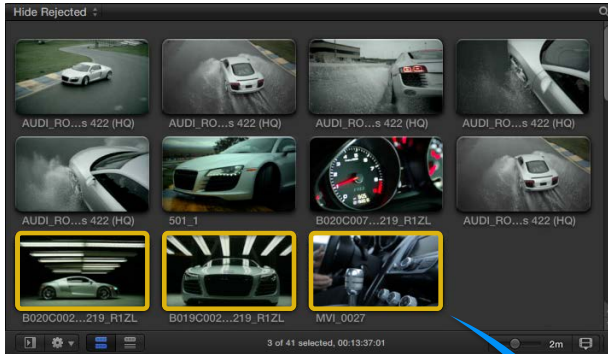 Hide Rejected
AUDI_RO...s 422 (HQ)
AUDI_RO...s 422 (HQ)
AUDI_RO...s 422 (HQ)
AUDI_RO...s 422 (HQ)
AUDI_RO...s 422 (HQ)
501_1
B020C007...219_R1ZL
AUDI_RO...s 422 (HQ)
B020C002...219_R1ZL
B019C002...219_R1ZL
MVI_0027
3 of 41 selected, 00:13:37:01
2m